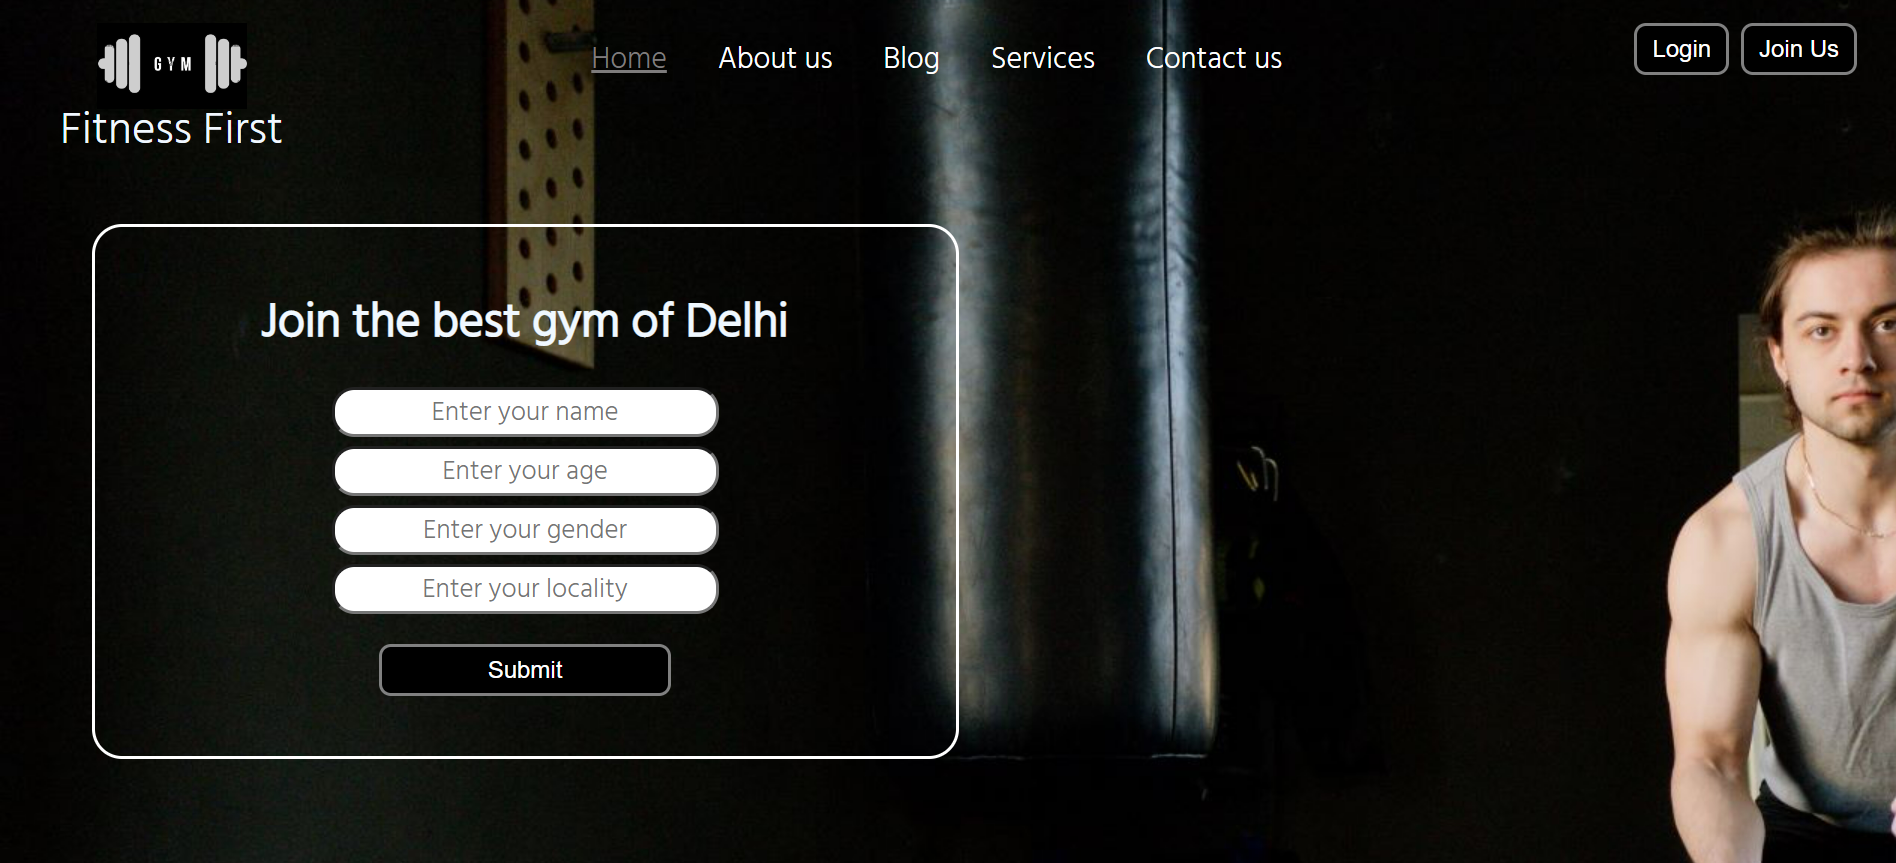 GYM
Fitness First
Home About us Blog Services Contact us
Login Join Us
Join the best gym of Delhi
Enter your name
Enter your age
Enter your gender
Enter your locality
Submit